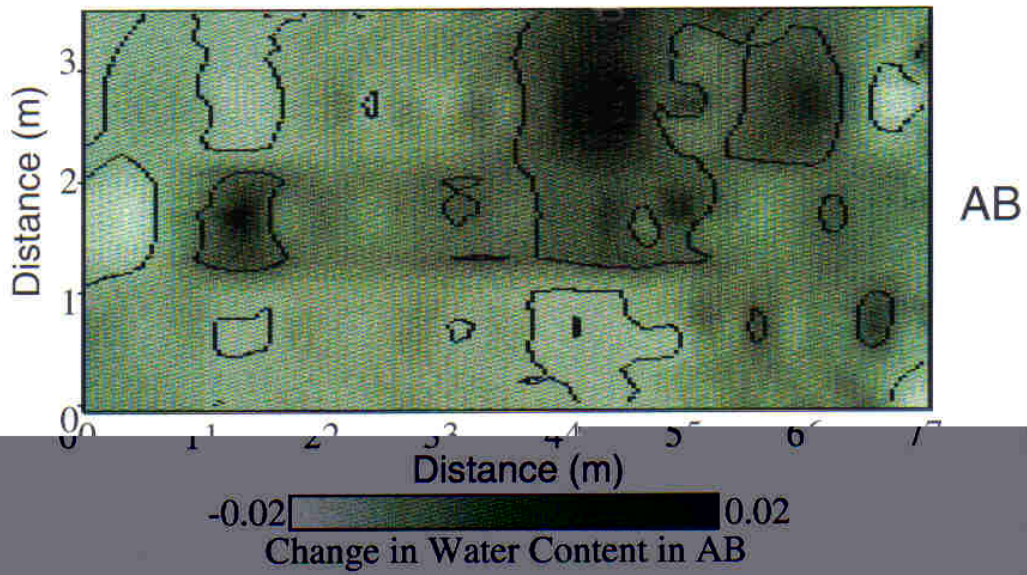 Distance (m)
3
2
1
0
AB
0 1 2 3 4 5 6 7
Distance (m)
-0.02 0.02
Change in Water Content in AB